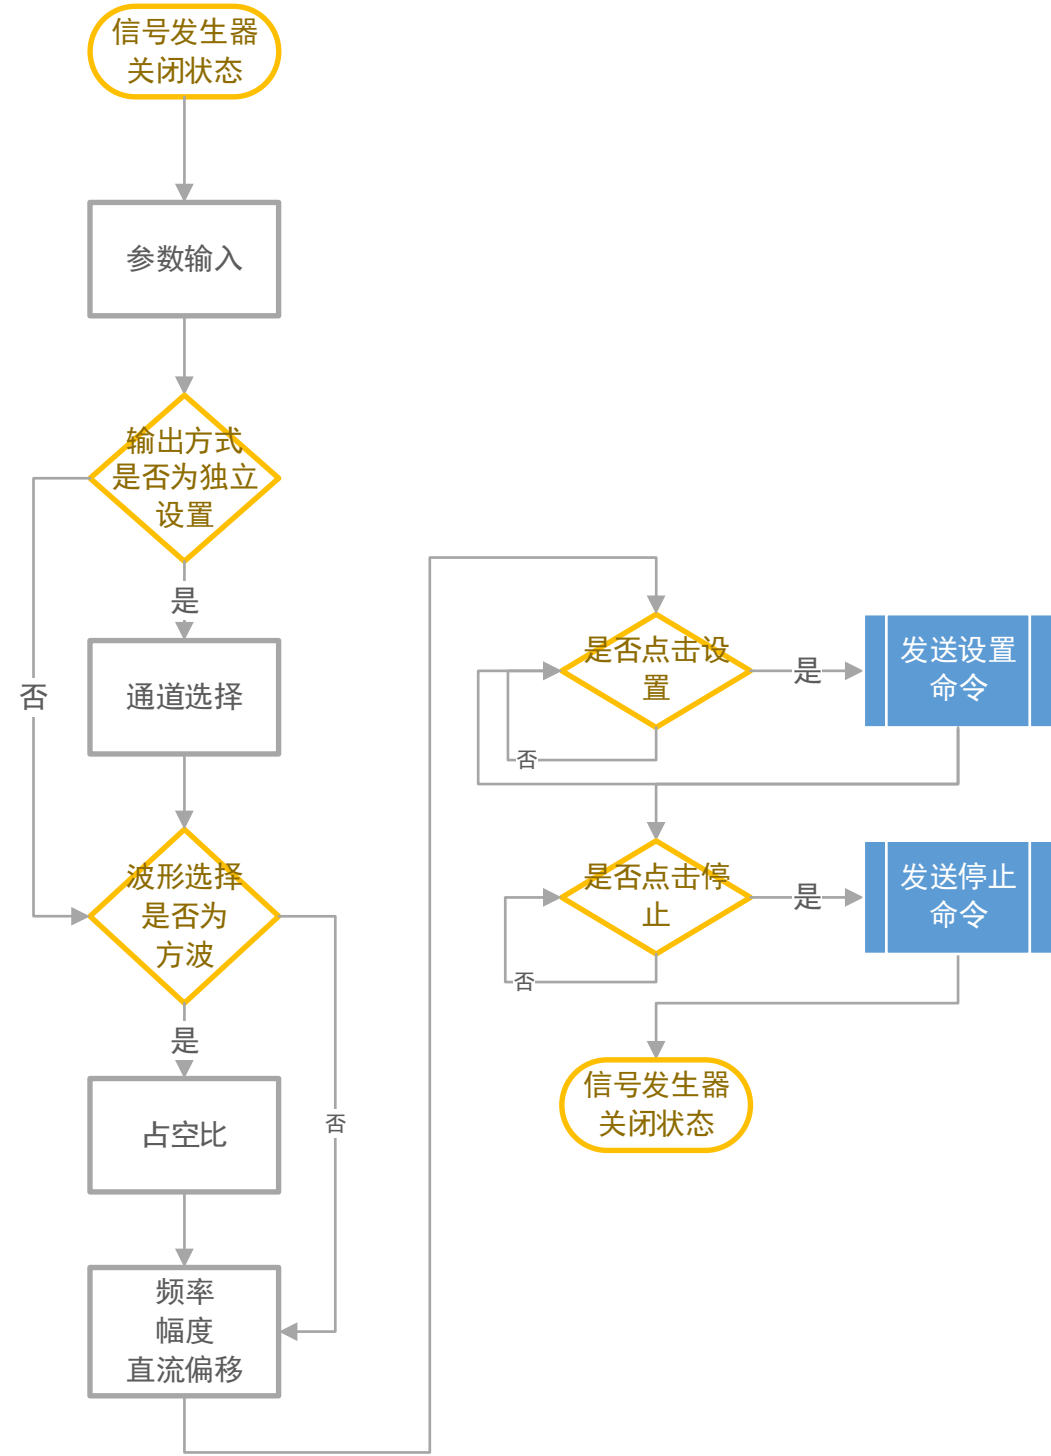 信号发生器
关闭状态
参数输入
输出方式
是否为独立
设置
是
否
通道选择
波形选择
是否为
方波
是
否
占空比
频率
幅度
直流偏移
是否点击设
置
是
发送设置
命令
否
是否点击停
止
是
发送停止
命令
否
信号发生器
关闭状态